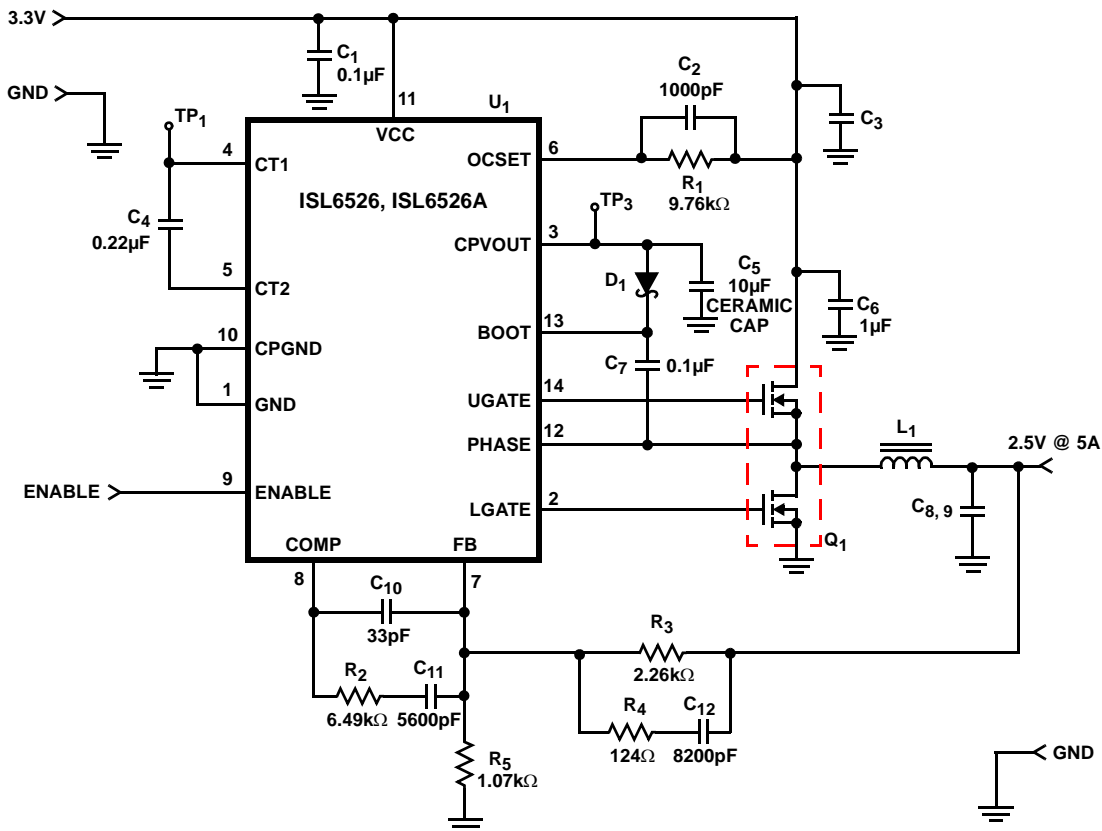 3.3V
C1
0.1µF
GND
TP1
11
U1
VCC
C2
1000pF
C3
4
CT1
OCSET
6
R1
9.76kΩ
ISL6526, ISL6526A
TP3
C4
0.22µF
CPVOUT
3
5
CT2
D1
C5
10µF
CERAMIC
CAP
C6
1µF
10
CPGND
BOOT
13
C7
0.1µF
1
GND
UGATE
14
PHASE
12
L1
2.5V @ 5A
ENABLE
9
ENABLE
LGATE
2
C8, 9
Q1
COMP
FB
8
7
C10
33pF
R3
2.26kΩ
R2
6.49kΩ
C11
5600pF
R4
124Ω
C12
8200pF
R5
1.07kΩ
GND